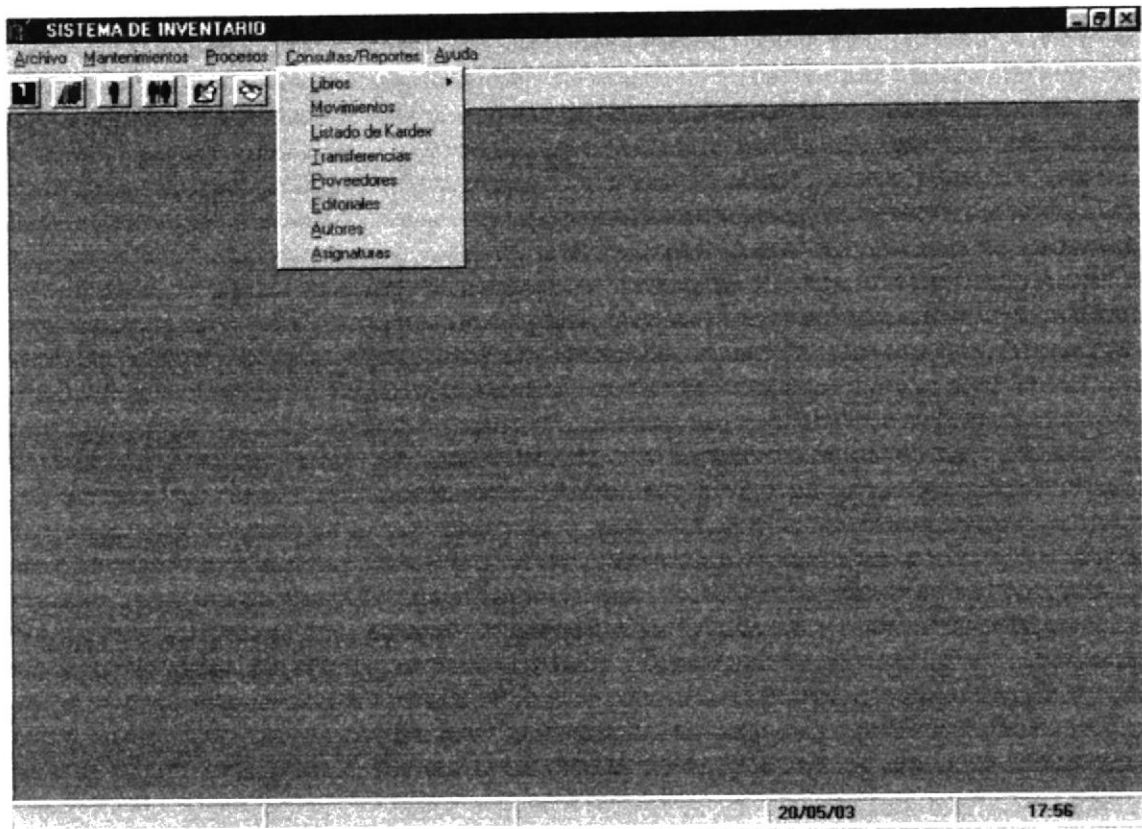 SISTEMA DE INVENTARIO
Archivo Mantenimientos Procesos Consultas/Reportes Ayuda
Libros
Movimientos
Listado de Kardex
Transferencias
Proveedores
Editoriales
Autores
Asignaturas
20/05/03 17:56